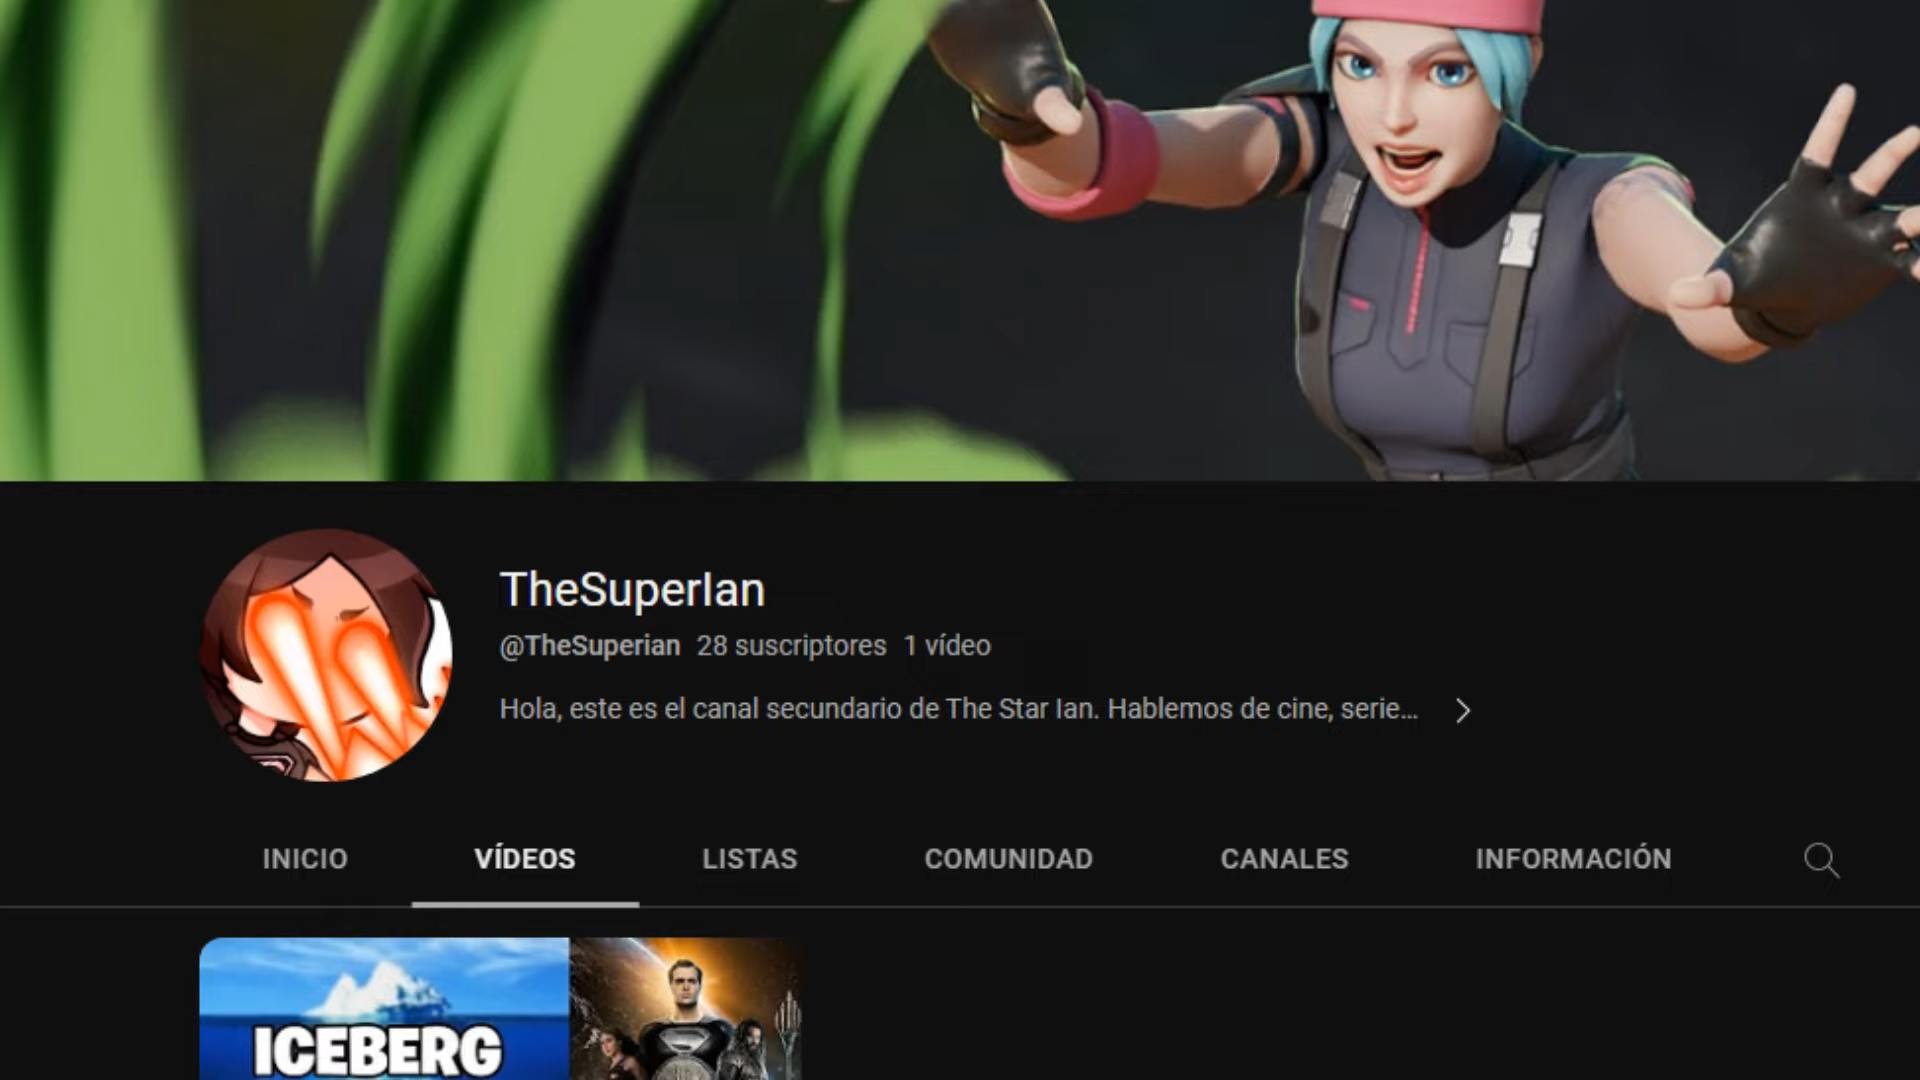 TheSuperIan
@TheSuperian 28 suscriptores 1 vídeo
Hola, este es el canal secundario de The Star Ian. Hablemos de cine, serie...
INICIO VÍDEOS LISTAS COMUNIDAD CANALES INFORMACIÓN
ICEBERG